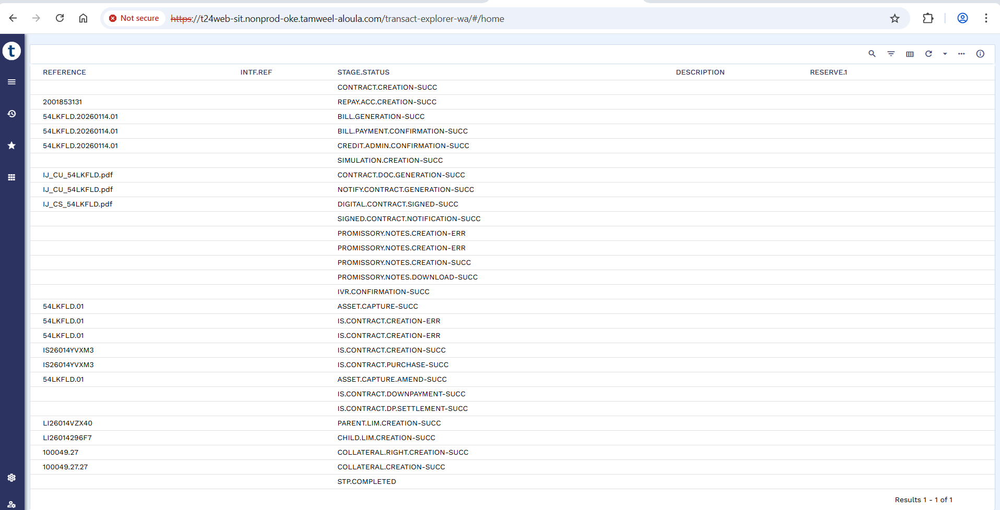 Not secure https://t24web-sit.nonprod-oke.tamweel-aloula.com/transact-explorer-wa/#/home
t
REFERENCE INTF.REF STAGE.STATUS DESCRIPTION RESERVE.1
CONTRACT.CREATION-SUCC
2001853131 REPAY.ACC.CREATION-SUCC
54LKFLD.20260114.01 BILL.GENERATION-SUCC
54LKFLD.20260114.01 BILL.PAYMENT.CONFIRMATION-SUCC
54LKFLD.20260114.01 CREDIT.ADMIN.CONFIRMATION-SUCC
SIMULATION.CREATION-SUCC
IJ_CU_54LKFLD.pdf CONTRACT.DOC.GENERATION-SUCC
IJ_CU_54LKFLD.pdf NOTIFY.CONTRACT.GENERATION-SUCC
IJ_CS_54LKFLD.pdf DIGITAL.CONTRACT.SIGNED-SUCC
SIGNED.CONTRACT.NOTIFICATION-SUCC
PROMISSORY.NOTES.CREATION-ERR
PROMISSORY.NOTES.CREATION-ERR
PROMISSORY.NOTES.CREATION-SUCC
PROMISSORY.NOTES.DOWNLOAD-SUCC
IVR.CONFIRMATION-SUCC
54LKFLD.01 ASSET.CAPTURE-SUCC
54LKFLD.01 IS.CONTRACT.CREATION-ERR
54LKFLD.01 IS.CONTRACT.CREATION-ERR
IS26014YVXM3 IS.CONTRACT.CREATION-SUCC
IS26014YVXM3 IS.CONTRACT.PURCHASE-SUCC
54LKFLD.01 ASSET.CAPTURE.AMEND-SUCC
IS.CONTRACT.DOWNPAYMENT-SUCC
IS.CONTRACT.DP.SETTLEMENT-SUCC
LI26014VZX40 PARENT.LIM.CREATION-SUCC
LI26014296F7 CHILD.LIM.CREATION-SUCC
100049.27 COLLATERAL.RIGHT.CREATION-SUCC
100049.27.27 COLLATERAL.CREATION-SUCC
STP.COMPLETED
Results 1 - 1 of 1